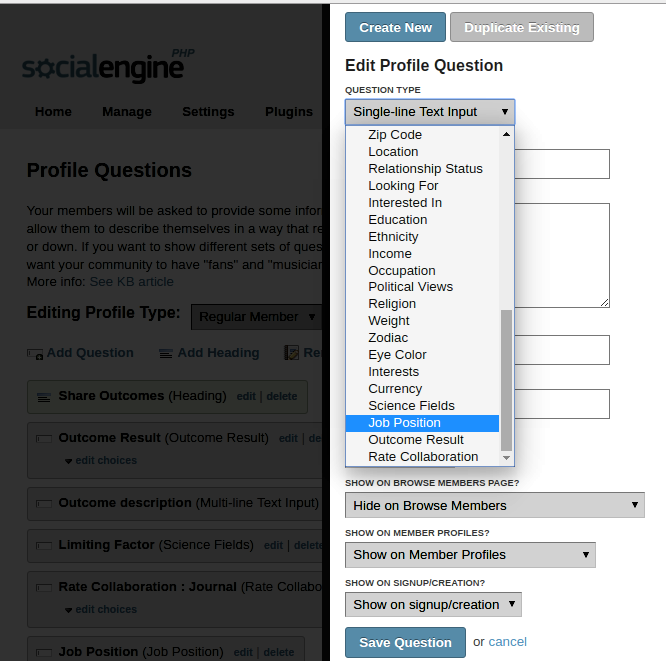 socialengine PHP
Home Manage Settings Plugins
Profile Questions
Your members will be asked to provide some infor
allow them to describe themselves in a way that re
or down. If you want to show different sets of ques
want your community to have "fans" and "musician
More info: See KB article
Editing Profile Type: Regular Member
Add Question Add Heading Re
Share Outcomes (Heading) edit | delete
Outcome Result (Outcome Result) edit | de
edit choices
Outcome description (Multi-line Text Input)
Limiting Factor (Science Fields) edit | delete
Rate Collaboration : Journal (Rate Collabo
edit choices
Job Position (Job Position) edit | delete
Create New Duplicate Existing
Edit Profile Question
QUESTION TYPE
Single-line Text Input
Zip Code
Location
Relationship Status
Looking For
Interested In
Education
Ethnicity
Income
Occupation
Political Views
Religion
Weight
Zodiac
Eye Color
Interests
Currency
Science Fields
Job Position
Outcome Result
Rate Collaboration
SHOW ON BROWSE MEMBERS PAGE?
Hide on Browse Members
SHOW ON MEMBER PROFILES?
Show on Member Profiles
SHOW ON SIGNUP/CREATION?
Show on signup/creation
Save Question or cancel